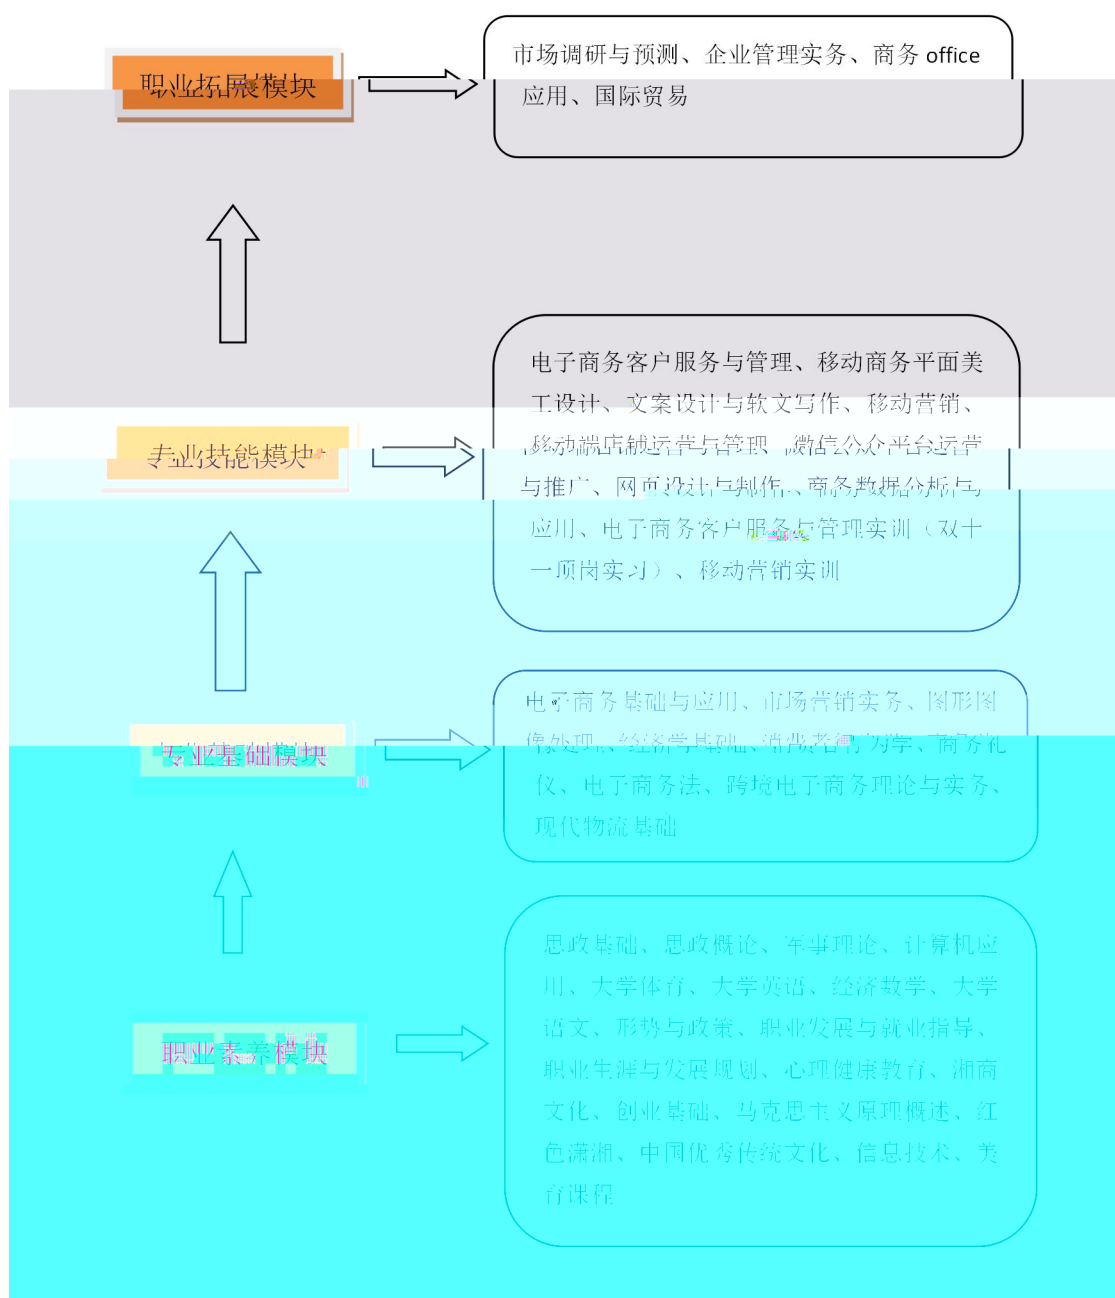 职业拓展模块
市场调研与预测、企业管理实务、商务 office
应用、国际贸易
专业技能模块
电子商务客户服务与管理、移动商务平面美
工设计、文案设计与软文写作、移动营销、
移动端店铺运营与管理、微信公众平台运营
与推广、网页设计与制作、商务数据分析与
应用、电子商务客户服务与管理实训（双十
一顶岗实习）、移动营销实训
专业基础模块
电子商务基础与应用、市场营销实务、图形图
像处理、经济学基础、消费者行为学、商务礼
仪、电子商务法、跨境电子商务理论与实务、
现代物流基础
职业素养模块
思政基础、思政概论、军事理论、计算机应
用、大学体育、大学英语、经济数学、大学
语文、形势与政策、职业发展与就业指导、
职业生涯与发展规划、心理健康教育、湘商
文化、创业基础、马克思主义原理概述、红
色潇湘、中国优秀传统文化、信息技术、美
育课程